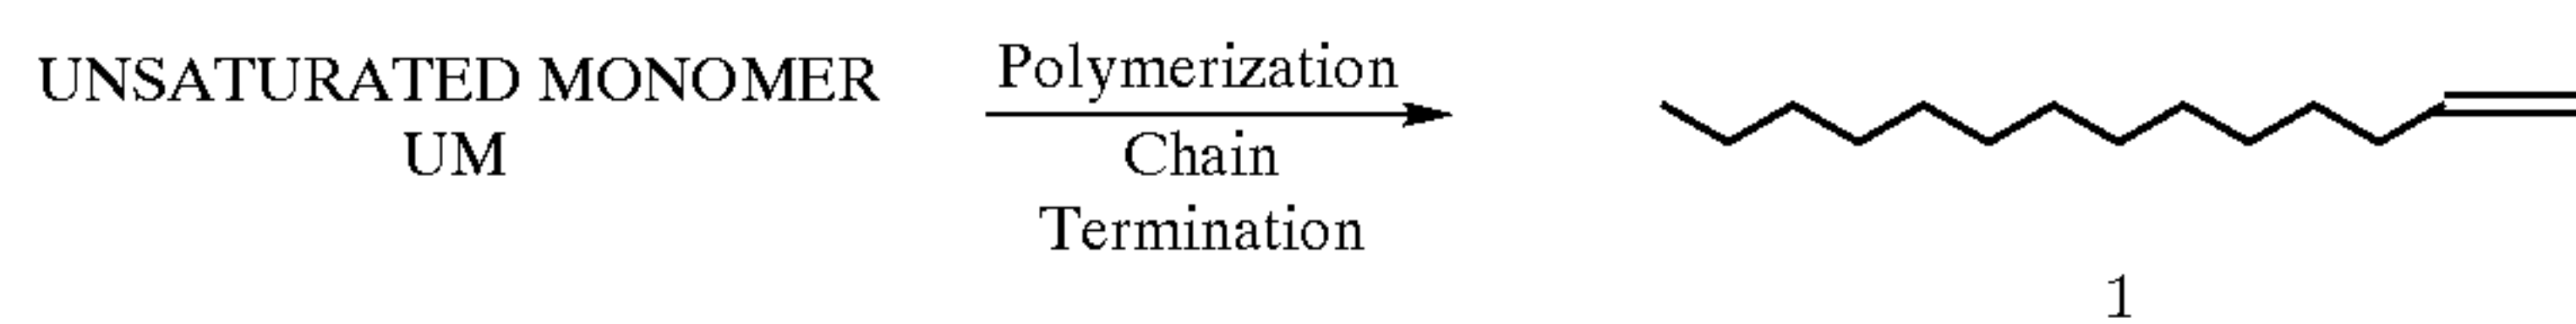 UNSATURATED MONOMER
UM
Polymerization
Chain
Termination
1